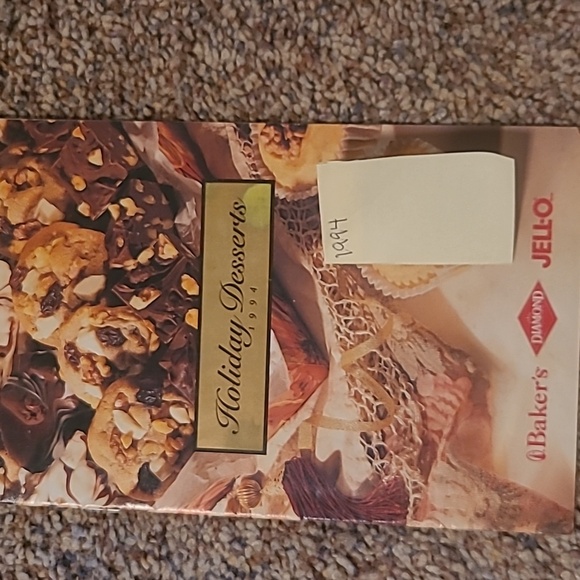 1994
Holiday Desserts
1994
Baker's
DIAMOND
JELL-O